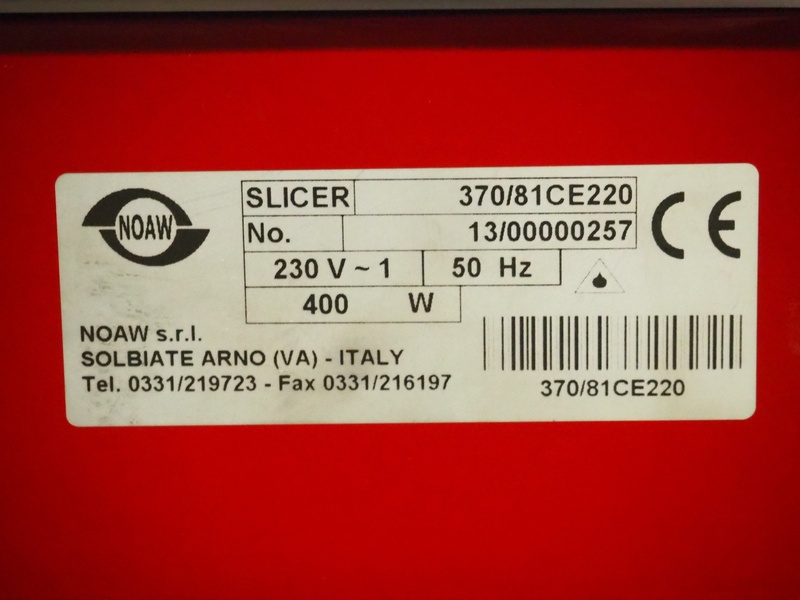 NOAW
SLICER 370/81CE220
No. 13/00000257
230 V ~ 1 50 Hz
400 W
CE
NOAW s.r.l.
SOLBIATE ARNO (VA) - ITALY
Tel. 0331/219723 - Fax 0331/216197
370/81CE220